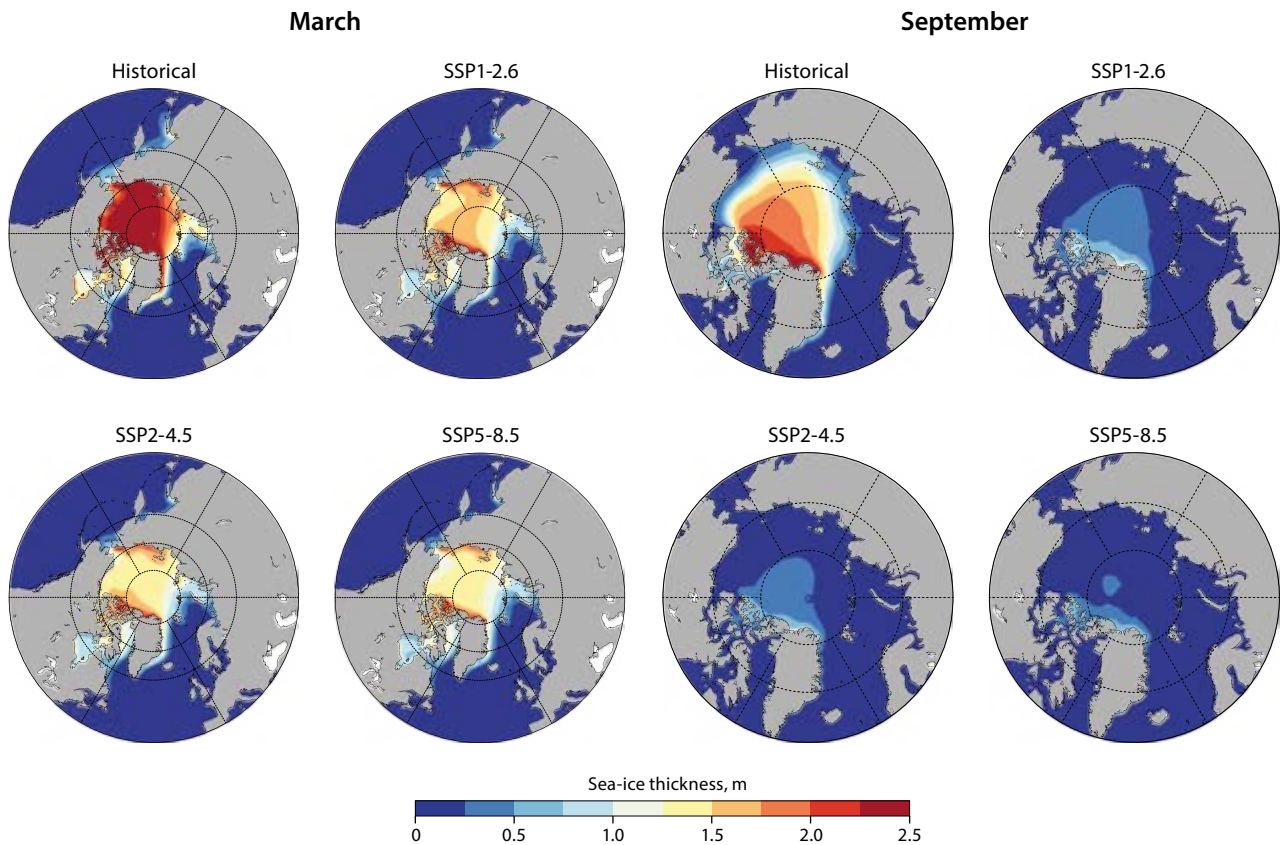 March
September
Historical
SSP1-2.6
Historical
SSP1-2.6
SSP2-4.5
SSP5-8.5
SSP2-4.5
SSP5-8.5
Sea-ice thickness, m
0 0.5 1.0 1.5 2.0 2.5